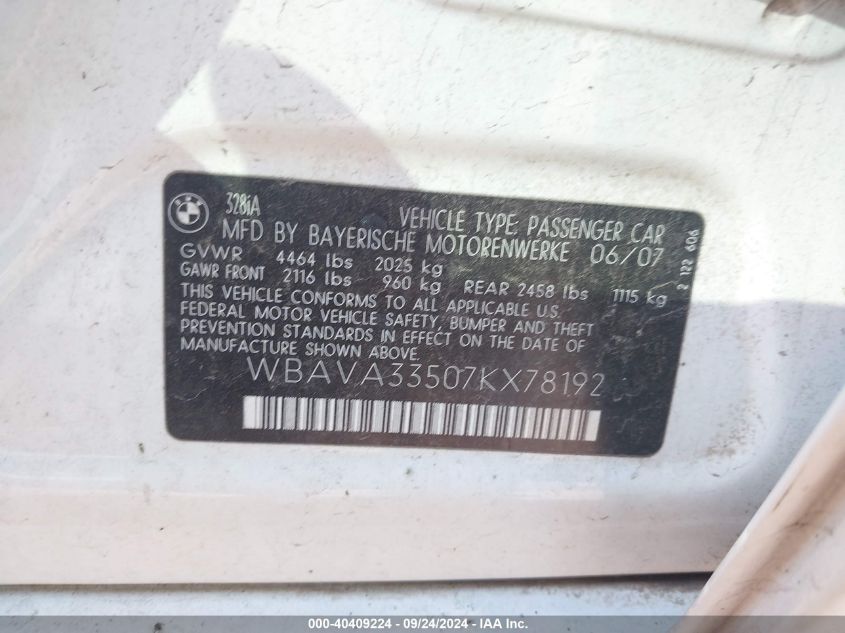 BMW
328iA
VEHICLE TYPE: PASSENGER CAR
MFD BY BAYERISCHE MOTORENWERKE 06/07
GVWR 4464 lbs 2025 kg
GAWR FRONT 2116 lbs 960 kg REAR 2458 lbs 1115 kg
THIS VEHICLE CONFORMS TO ALL APPLICABLE U.S.
FEDERAL MOTOR VEHICLE SAFETY, BUMPER AND THEFT
PREVENTION STANDARDS IN EFFECT ON THE DATE OF
MANUFACTURE SHOWN ABOVE.
WBAVA33507KX78192
2 122 606
000-40409224 - 09/24/2024 - IAA Inc.